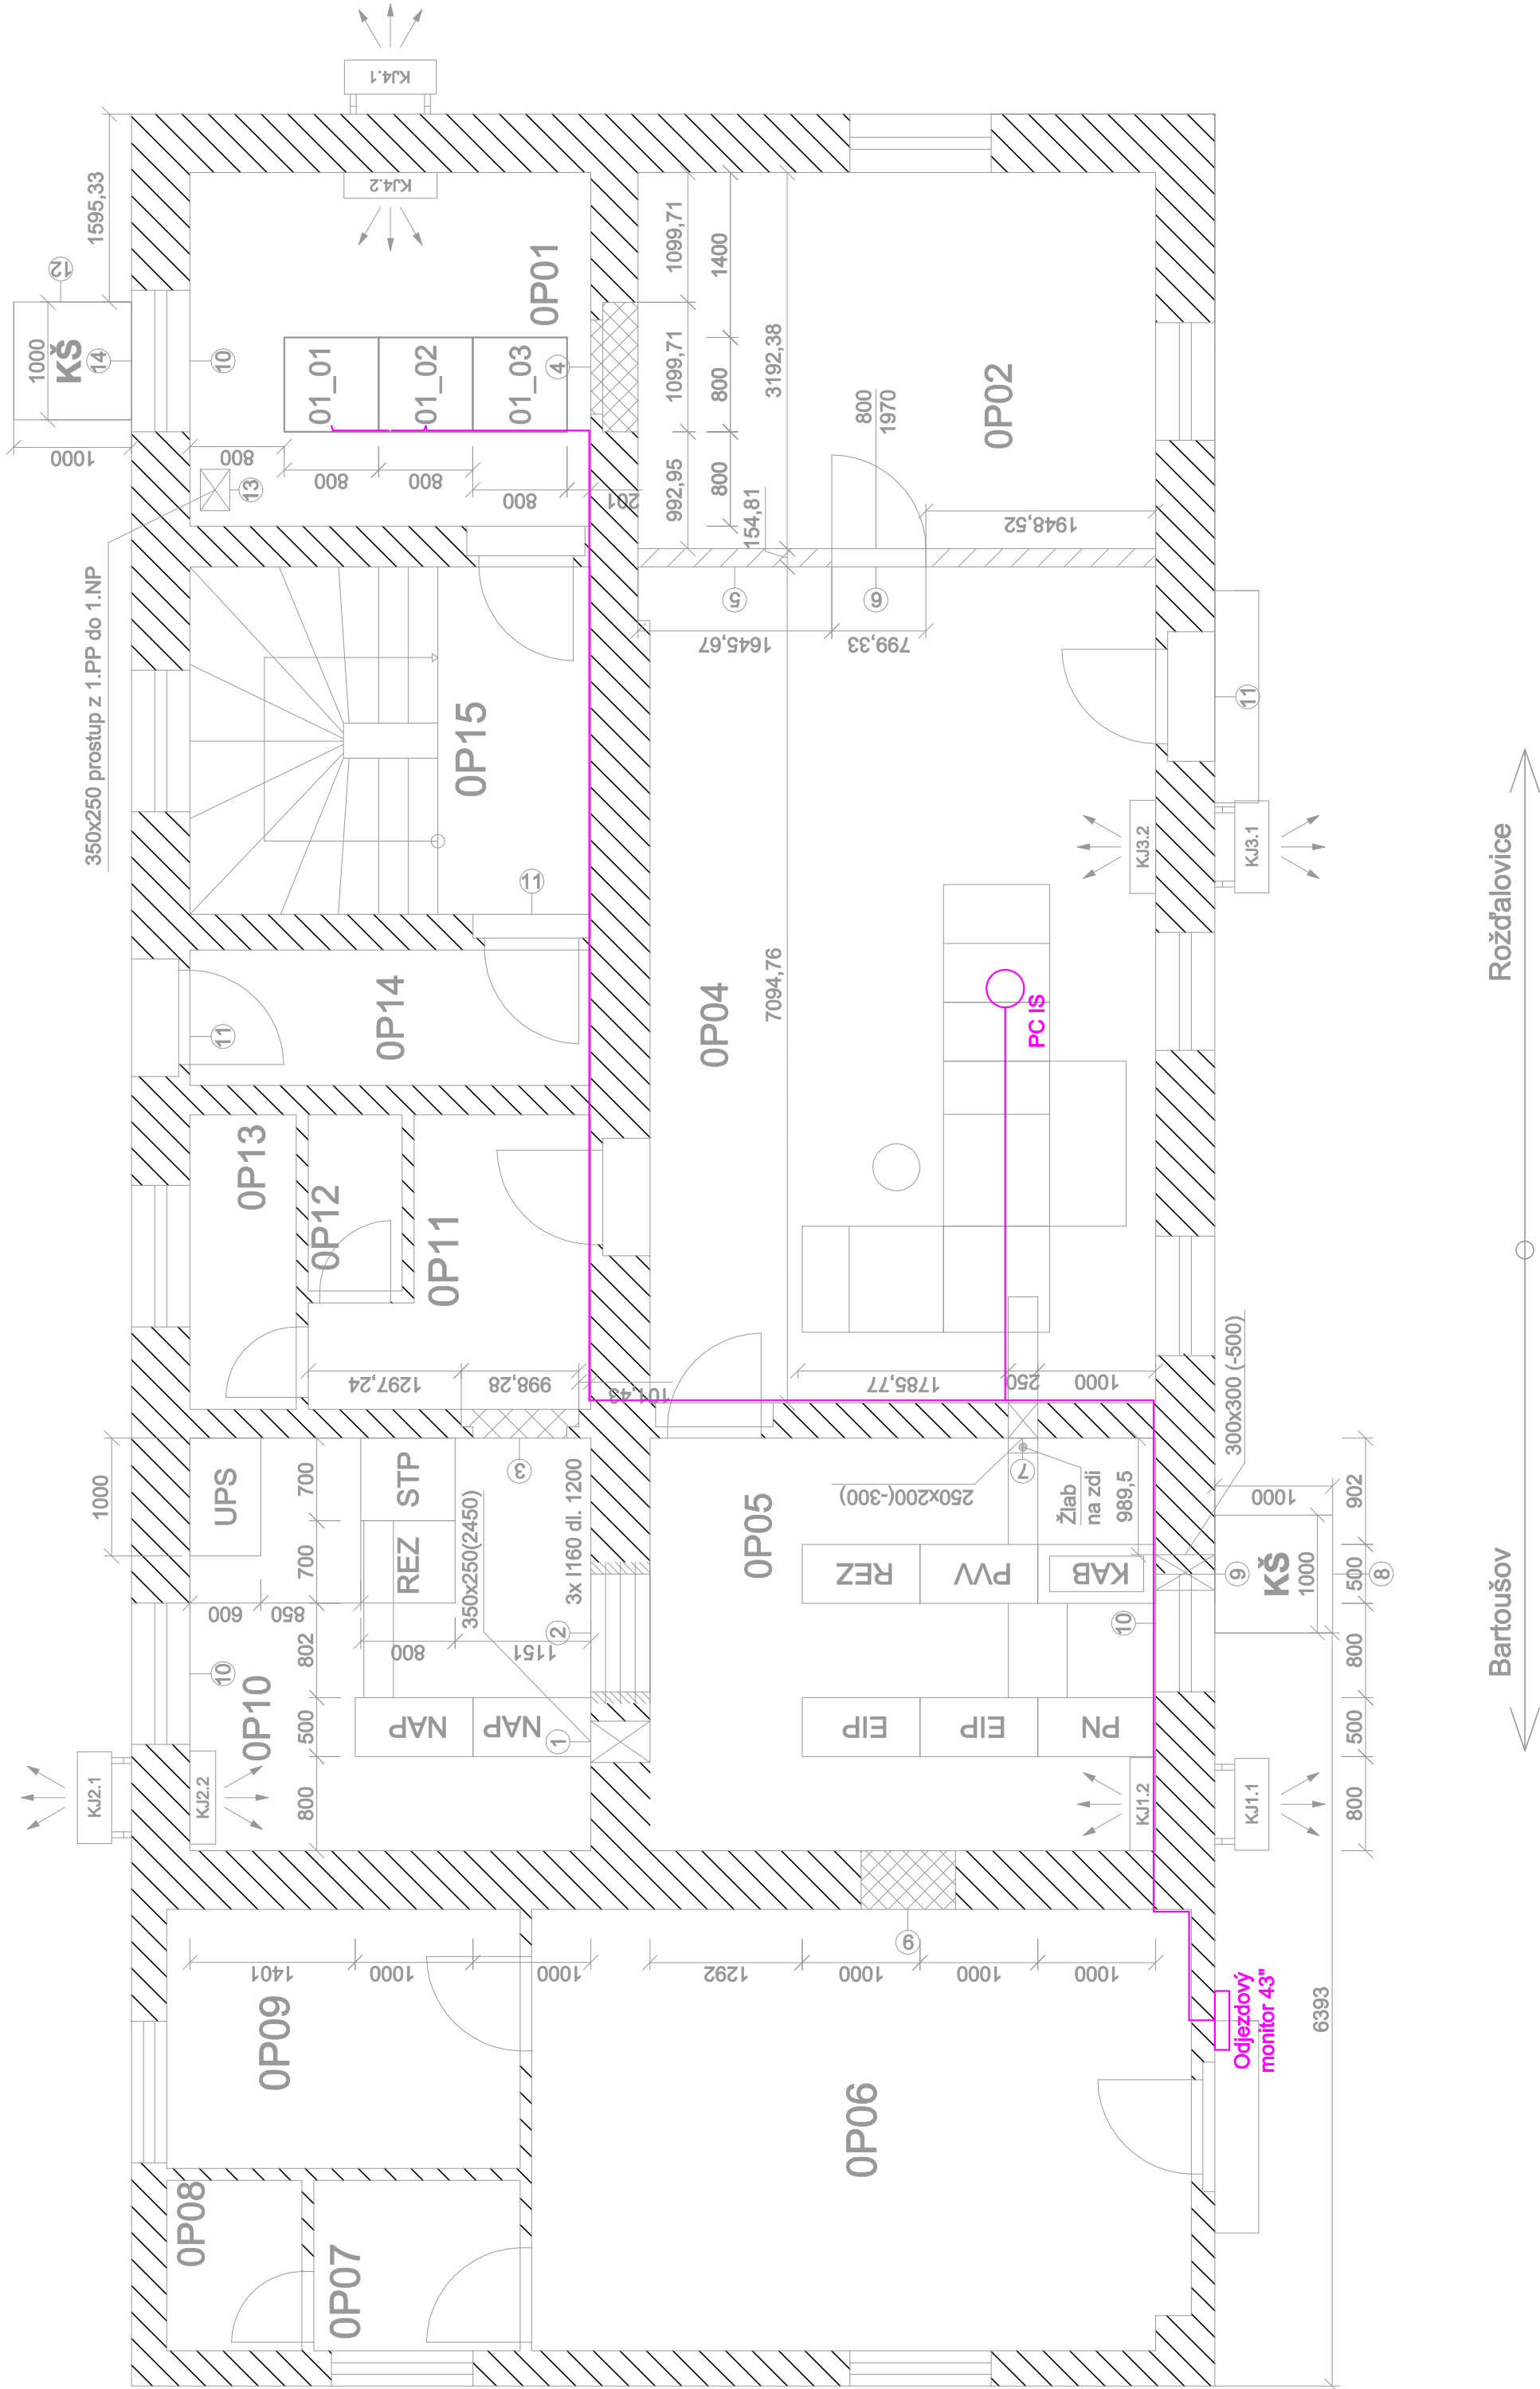 KJ4.1
1595,33
12
1000
KŠ
14
1000
10
KJ4.2
0P01
01_01
01_02
01_03
4
800
13
800
800
800
201
1099,71
1400
1099,71
800
3192,38
992,95
800
154,81
800
1970
0P02
1948,52
350x250 prostup z 1.PP do 1.NP
5
6
1645,67
799,33
0P15
11
11
KJ3.2
KJ3.1
0P14
11
0P04
7094,76
PC IS
0P13
0P12
0P11
1297,24
998,28
101,43
1785,77
250
1000
300x300 (-500)
1000
UPS
700
STP
3
700
REZ
350x250(2450)
3x I160 dl. 1200
600
850
802
800
1151
2
10
0P10
500
NAP
NAP
1
800
KJ2.1
KJ2.2
0P05
250x200(-300)
7
Žlab
na zdi
989,5
REZ
PVV
KAB
10
9
KŠ
1000
1000
8
902
500
800
500
800
EIP
EIP
PN
KJ1.2
KJ1.1
9
1401
1000
1000
1292
1000
1000
1000
6393
0P09
0P08
0P07
0P06
Odjezdový
monitor 43"
Rožďalovice
Bartoušov